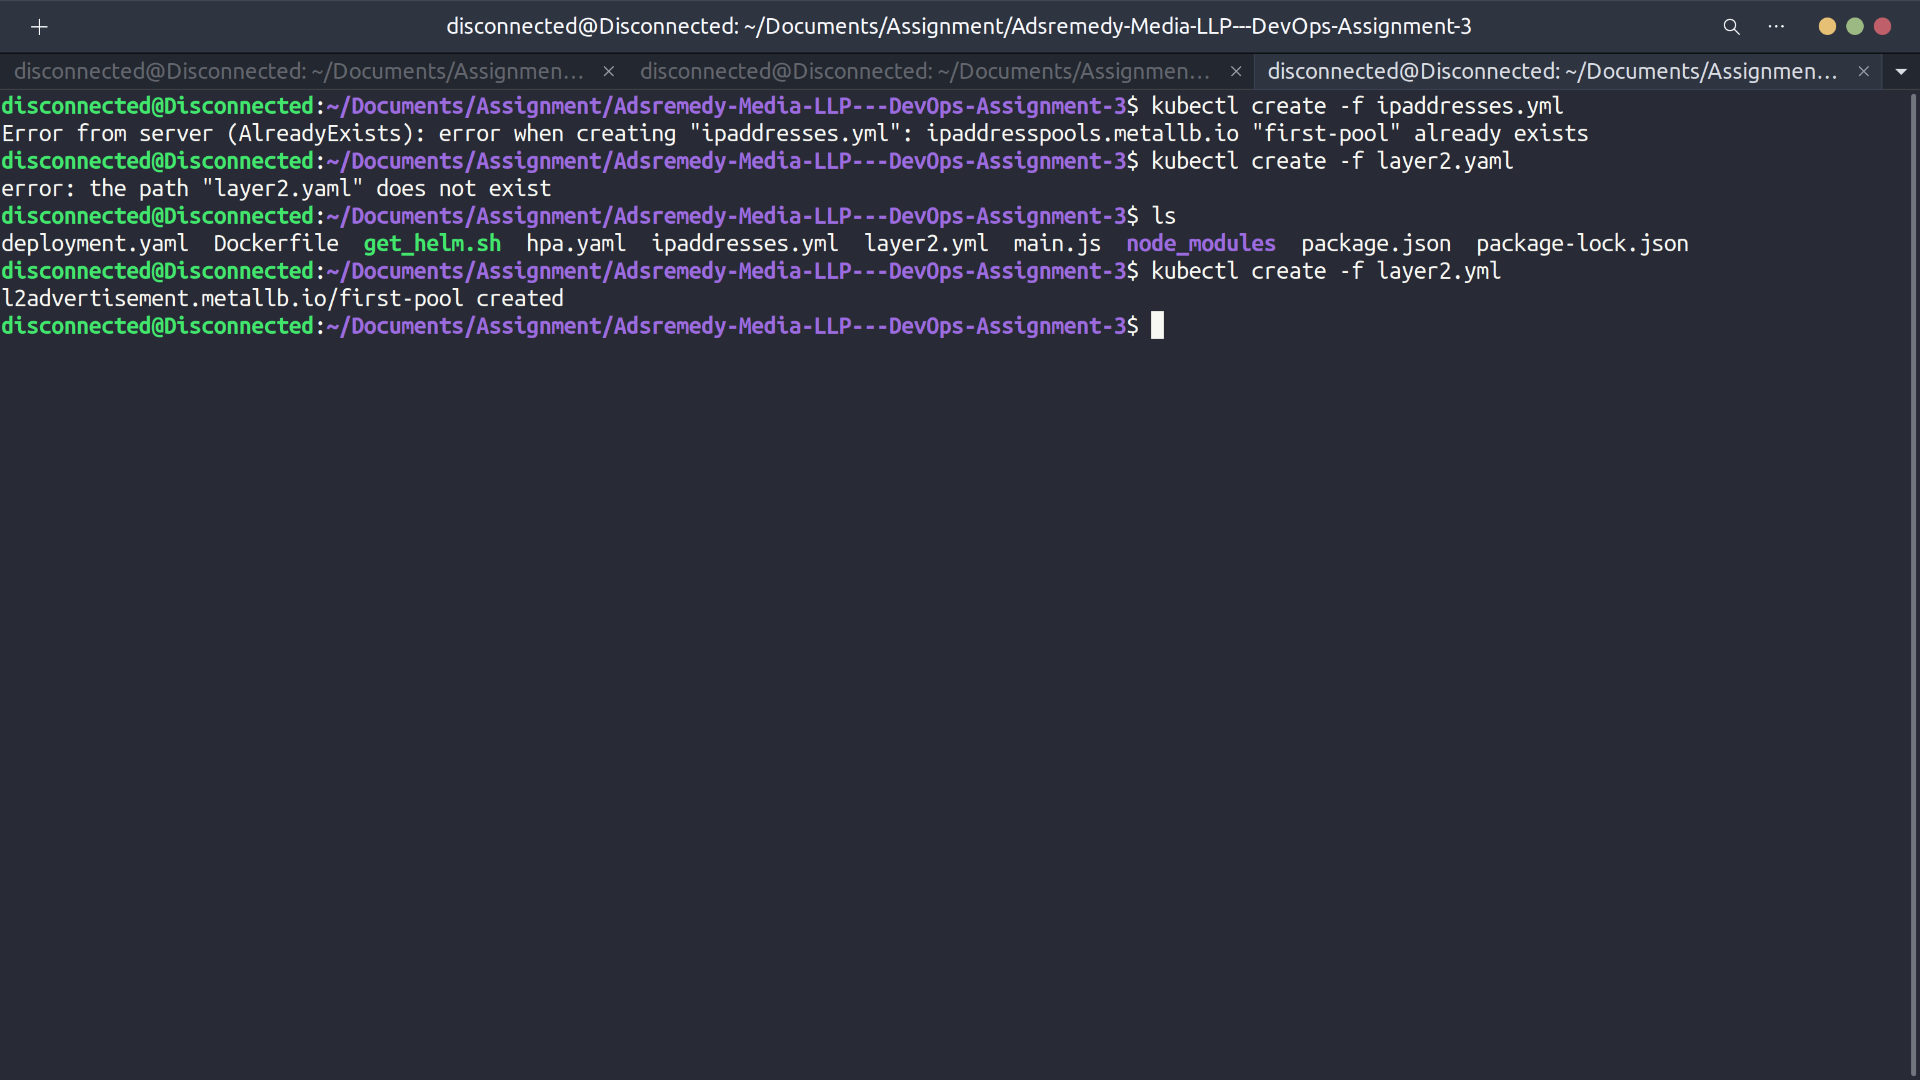 disconnected@Disconnected: ~/Documents/Assignment/Adsremedy-Media-LLP---DevOps-Assignment-3
disconnected@Disconnected: ~/Documents/Assignmen... disconnected@Disconnected: ~/Documents/Assignmen... disconnected@Disconnected: ~/Documents/Assignmen...
disconnected@Disconnected:~/Documents/Assignment/Adsremedy-Media-LLP---DevOps-Assignment-3$ kubectl create -f ipaddresses.yml
Error from server (AlreadyExists): error when creating "ipaddresses.yml": ipaddresspools.metallb.io "first-pool" already exists
disconnected@Disconnected:~/Documents/Assignment/Adsremedy-Media-LLP---DevOps-Assignment-3$ kubectl create -f layer2.yaml
error: the path "layer2.yaml" does not exist
disconnected@Disconnected:~/Documents/Assignment/Adsremedy-Media-LLP---DevOps-Assignment-3$ ls
deployment.yaml  Dockerfile  get_helm.sh  hpa.yaml  ipaddresses.yml  layer2.yml  main.js  node_modules  package.json  package-lock.json
disconnected@Disconnected:~/Documents/Assignment/Adsremedy-Media-LLP---DevOps-Assignment-3$ kubectl create -f layer2.yml
l2advertisement.metallb.io/first-pool created
disconnected@Disconnected:~/Documents/Assignment/Adsremedy-Media-LLP---DevOps-Assignment-3$